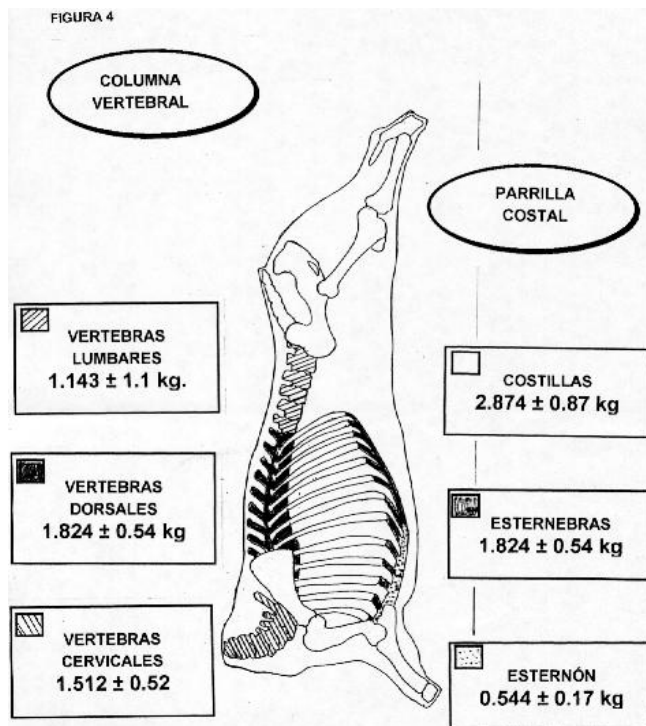 FIGURA 4
COLUMNA
VERTEBRAL
PARRILLA
COSTAL
VERTEBRAS
LUMBARES
1.143 ± 1.1 kg.
COSTILLAS
2.874 ± 0.87 kg
VERTEBRAS
DORSALES
1.824 ± 0.54 kg
ESTERNEBRAS
1.824 ± 0.54 kg
VERTEBRAS
CERVICALES
1.512 ± 0.52
ESTERNÓN
0.544 ± 0.17 kg